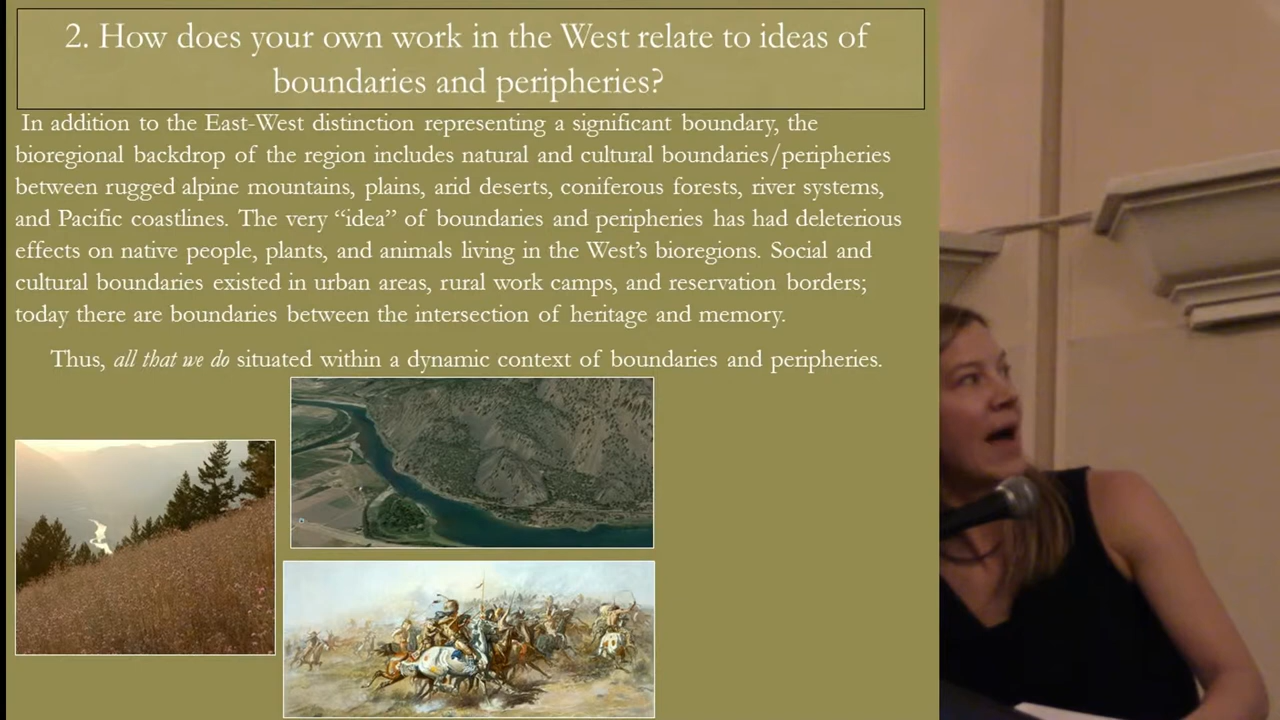 2. How does your own work in the West relate to ideas of
boundaries and peripheries?
In addition to the East-West distinction representing a significant boundary, the
bioregional backdrop of the region includes natural and cultural boundaries/peripheries
between rugged alpine mountains, plains, arid deserts, coniferous forests, river systems,
and Pacific coastlines. The very “idea” of boundaries and peripheries has had deleterious
effects on native people, plants, and animals living in the West’s bioregions. Social and
cultural boundaries existed in urban areas, rural work camps, and reservation borders;
today there are boundaries between the intersection of heritage and memory.
Thus, all that we do situated within a dynamic context of boundaries and peripheries.